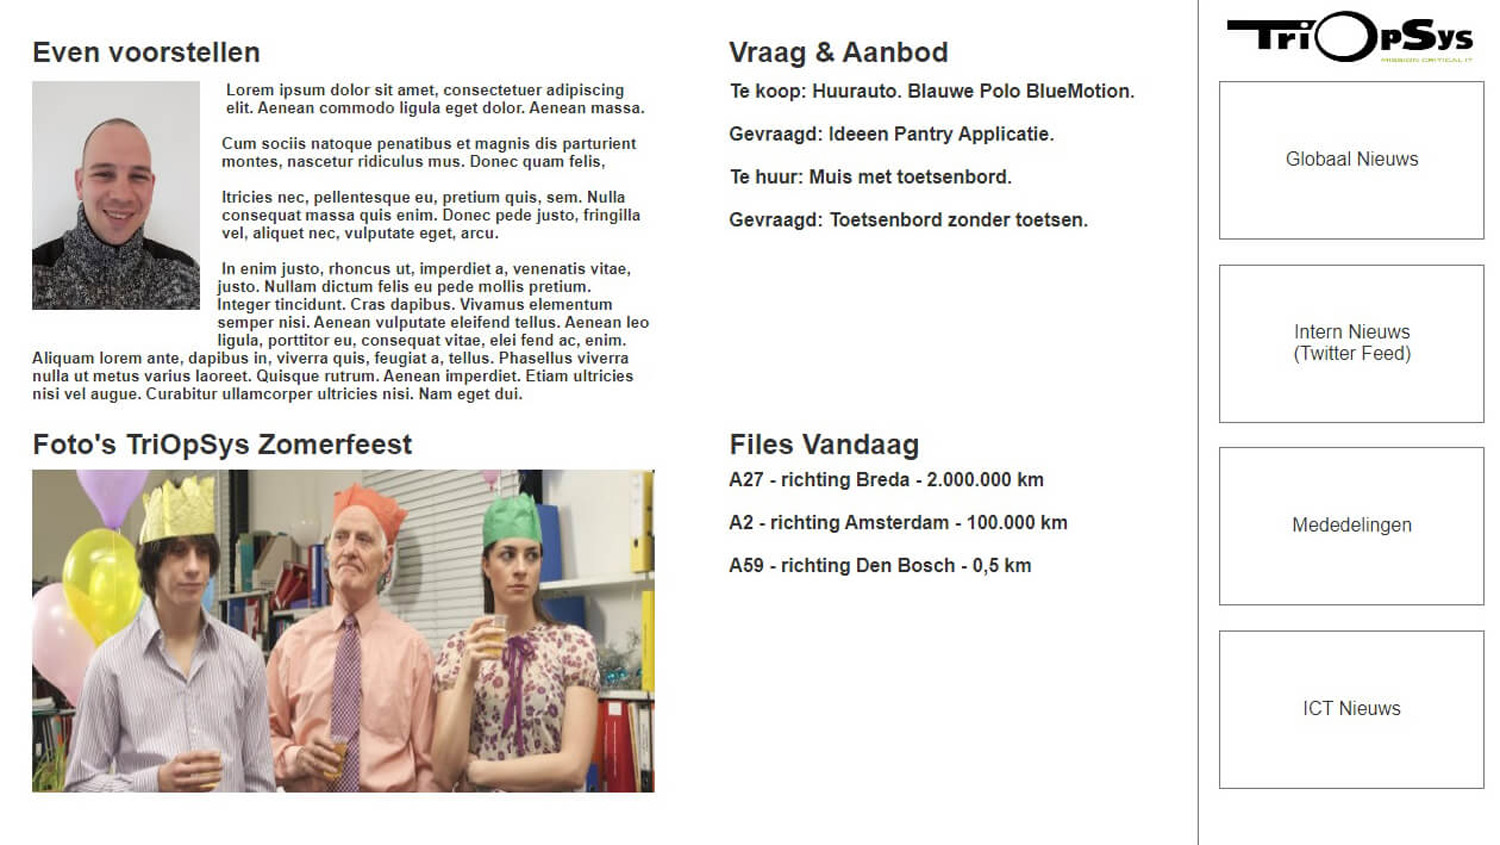 Even voorstellen
Lorem ipsum dolor sit amet, consectetuer adipiscing
elit. Aenean commodo ligula eget dolor. Aenean massa.
Cum sociis natoque penatibus et magnis dis parturient
montes, nascetur ridiculus mus. Donec quam felis,
ltricies nec, pellentesque eu, pretium quis, sem. Nulla
consequat massa quis enim. Donec pede justo, fringilla
vel, aliquet nec, vulputate eget, arcu.
In enim justo, rhoncus ut, imperdiet a, venenatis vitae,
justo. Nullam dictum felis eu pede mollis pretium.
Integer tincidunt. Cras dapibus. Vivamus elementum
semper nisi. Aenean vulputate eleifend tellus. Aenean leo
ligula, porttitor eu, consequat vitae, elei fend ac, enim.
Aliquam lorem ante, dapibus in, viverra quis, feugiat a, tellus. Phasellus viverra
nulla ut metus varius laoreet. Quisque rutrum. Aenean imperdiet. Etiam ultricies
nisi vel augue. Curabitur ullamcorper ultricies nisi. Nam eget dui.
Foto's TriOpSys Zomerfeest
Vraag & Aanbod
Te koop: Huurauto. Blauwe Polo BlueMotion.
Gevraagd: Ideeen Pantry Applicatie.
Te huur: Muis met toetsenbord.
Gevraagd: Toetsenbord zonder toetsen.
Files Vandaag
A27 - richting Breda - 2.000.000 km
A2 - richting Amsterdam - 100.000 km
A59 - richting Den Bosch - 0,5 km
TriOpSys
MISSION CRITICAL IT
Globaal Nieuws
Intern Nieuws
(Twitter Feed)
Mededelingen
ICT Nieuws